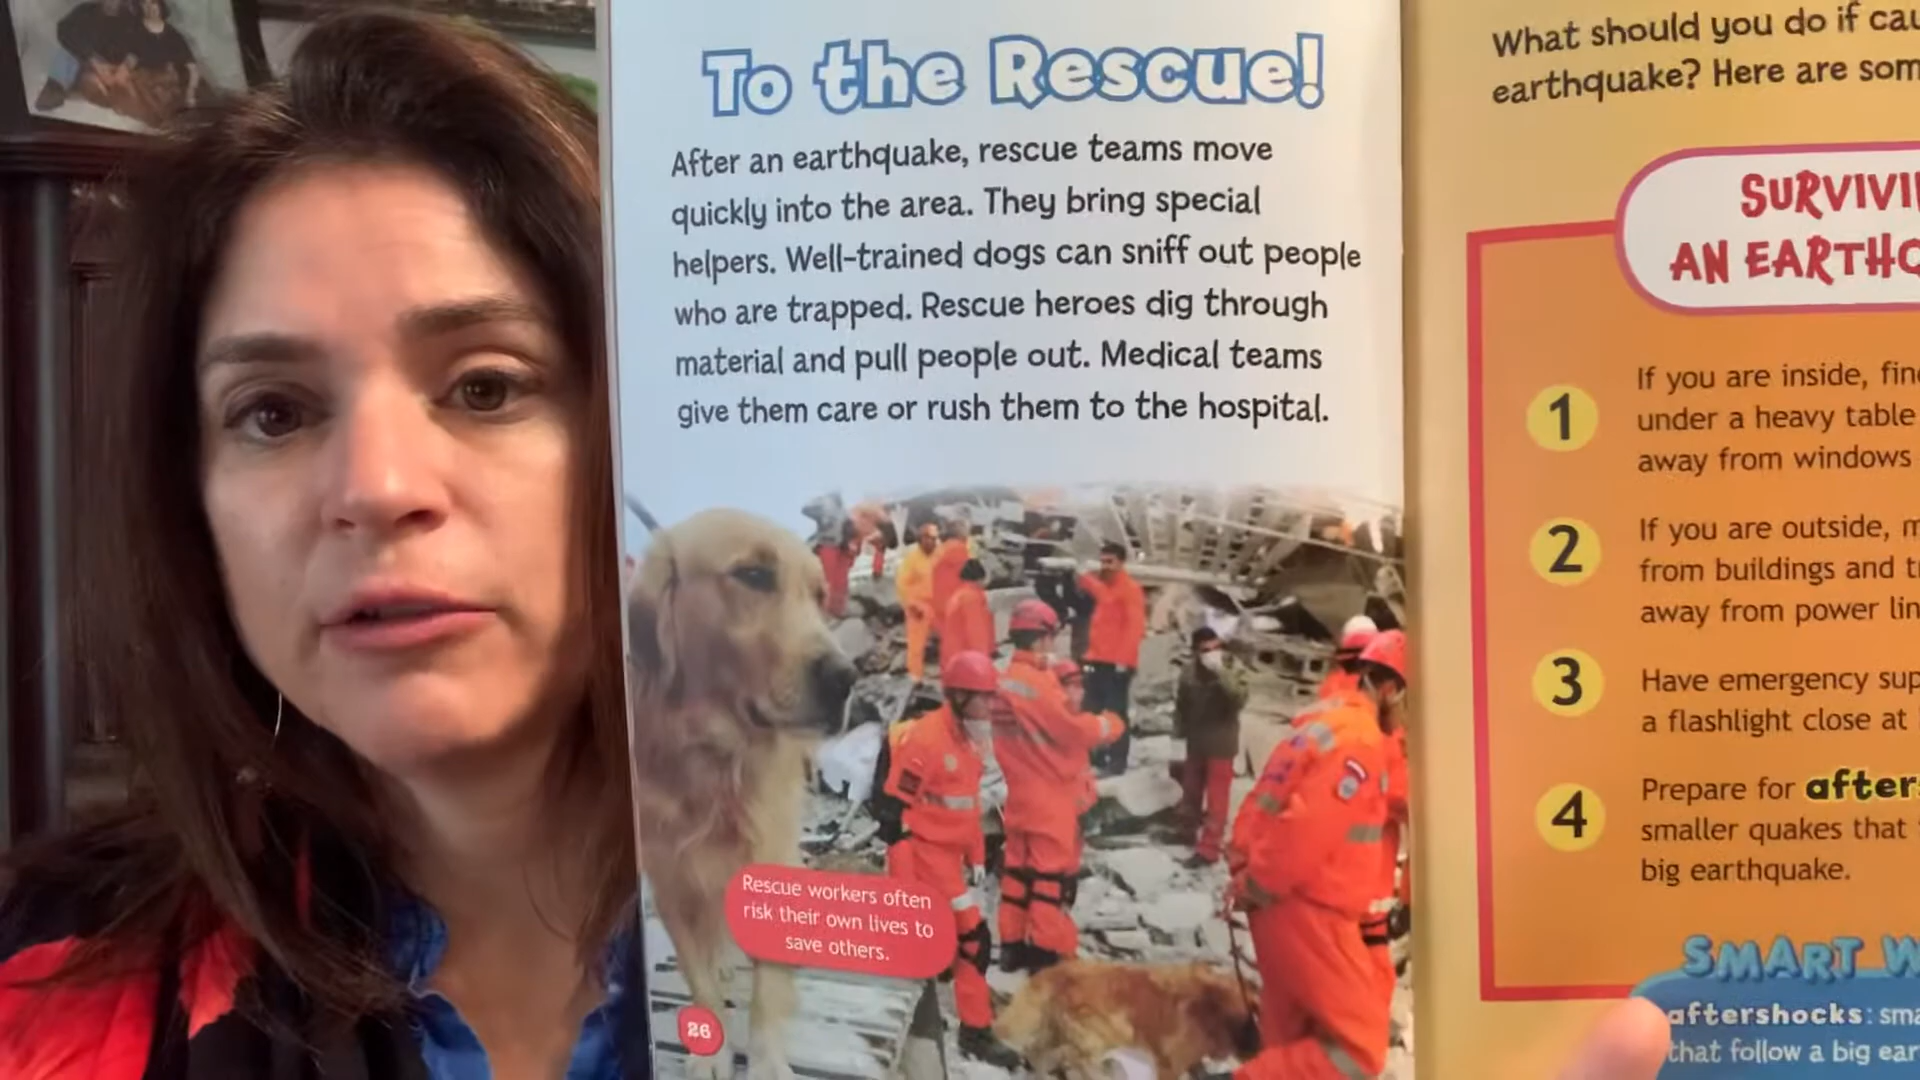 To the Rescue!
After an earthquake, rescue teams move
quickly into the area. They bring special
helpers. Well-trained dogs can sniff out people
who are trapped. Rescue heroes dig through
material and pull people out. Medical teams
give them care or rush them to the hospital.
Rescue workers often
risk their own lives to
save others.
26
What should you do if
earthquake? Here are
SURVIVI
AN EARTHQ
1
If you are inside,
under a heavy table
away from windows
2
If you are outside,
from buildings and
away from power
3
Have emergency
a flashlight close at
4
Prepare for
smaller quakes that
big earthquake.
SMART
aftershocks:
that follow a big